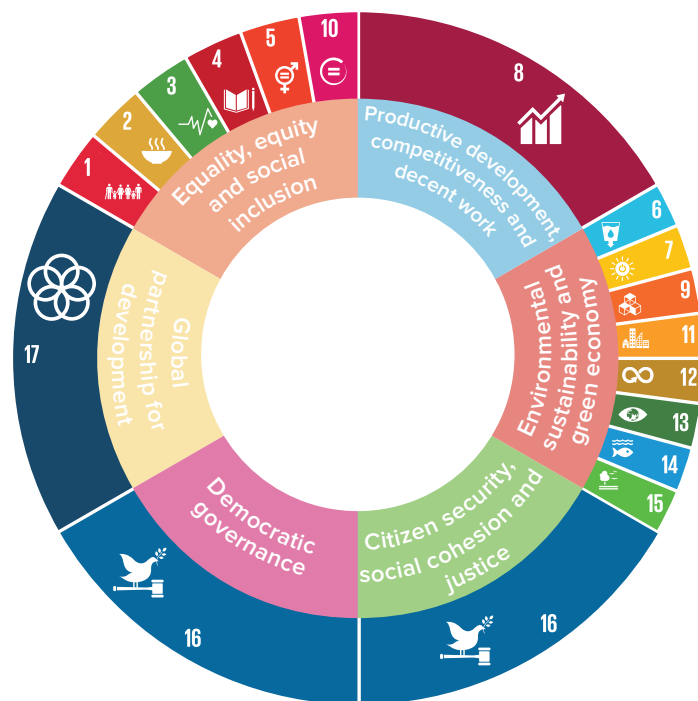 1
2
3
4
5
10
8
6
7
9
11
12
13
14
15
16
16
17
Equality, equity
and social
inclusion
Productive development,
competitiveness and
decent work
Environmental
sustainability and
green economy
Citizen security,
social cohesion and
justice
Democratic
governance
Global
partnership for
development